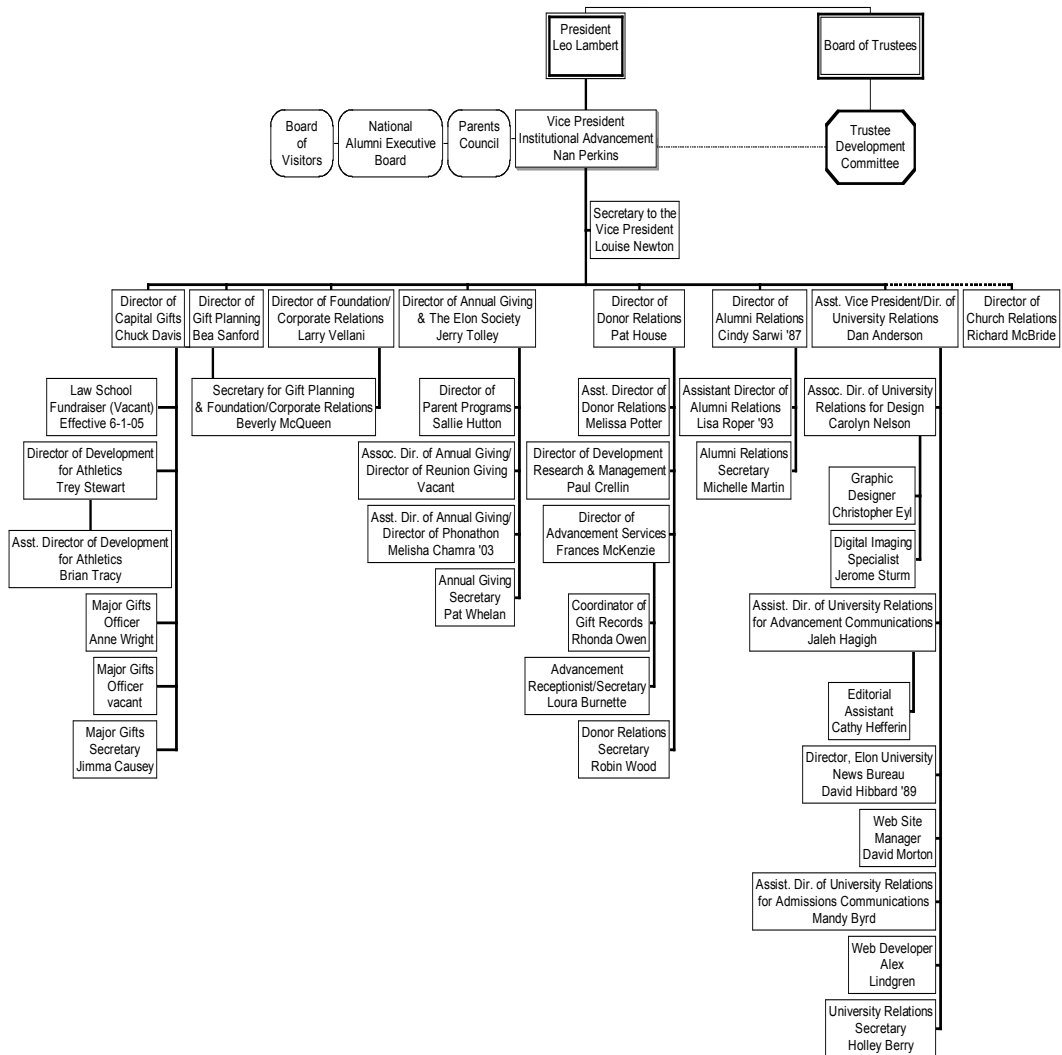 President
Leo Lambert
Board of Trustees
Board
of
Visitors
National
Alumni Executive
Board
Parents
Council
Vice President
Institutional Advancement
Nan Perkins
Trustee
Development
Committee
Secretary to the
Vice President
Louise Newton
Director of
Capital Gifts
Chuck Davis
Director of
Gift Planning
Bea Sanford
Director of Foundation/
Corporate Relations
Larry Vellani
Director of Annual Giving
& The Elon Society
Jerry Tolley
Director of
Donor Relations
Pat House
Director of
Alumni Relations
Cindy Sarwi '87
Asst. Vice President/Dir. of
University Relations
Dan Anderson
Director of
Church Relations
Richard McBride
Law School
Fundraiser (Vacant)
Effective 6-1-05
Director of Development
for Athletics
Trey Stewart
Asst. Director of Development
for Athletics
Brian Tracy
Major Gifts
Officer
Anne Wright
Major Gifts
Officer
vacant
Major Gifts
Secretary
Jimma Causey
Secretary for Gift Planning
& Foundation/Corporate Relations
Beverly McQueen
Director of
Parent Programs
Sallie Hutton
Assoc. Dir. of Annual Giving/
Director of Reunion Giving
Vacant
Asst. Dir. of Annual Giving/
Director of Phonathon
Melisha Chamra '03
Annual Giving
Secretary
Pat Whelan
Asst. Director of
Donor Relations
Melissa Potter
Director of Development
Research & Management
Paul Crellin
Director of
Advancement Services
Frances McKenzie
Coordinator of
Gift Records
Rhonda Owen
Advancement
Receptionist/Secretary
Loura Burnette
Donor Relations
Secretary
Robin Wood
Assistant Director of
Alumni Relations
Lisa Roper '93
Alumni Relations
Secretary
Michelle Martin
Assoc. Dir. of University
Relations for Design
Carolyn Nelson
Graphic
Designer
Christopher Eyl
Digital Imaging
Specialist
Jerome Sturm
Assist. Dir. of University Relations
for Advancement Communications
Jaleh Hagigh
Editorial
Assistant
Cathy Hefferin
Director, Elon University
News Bureau
David Hibbard '89
Web Site
Manager
David Morton
Assist. Dir. of University Relations
for Admissions Communications
Mandy Byrd
Web Developer
Alex
Lindgren
University Relations
Secretary
Holley Berry